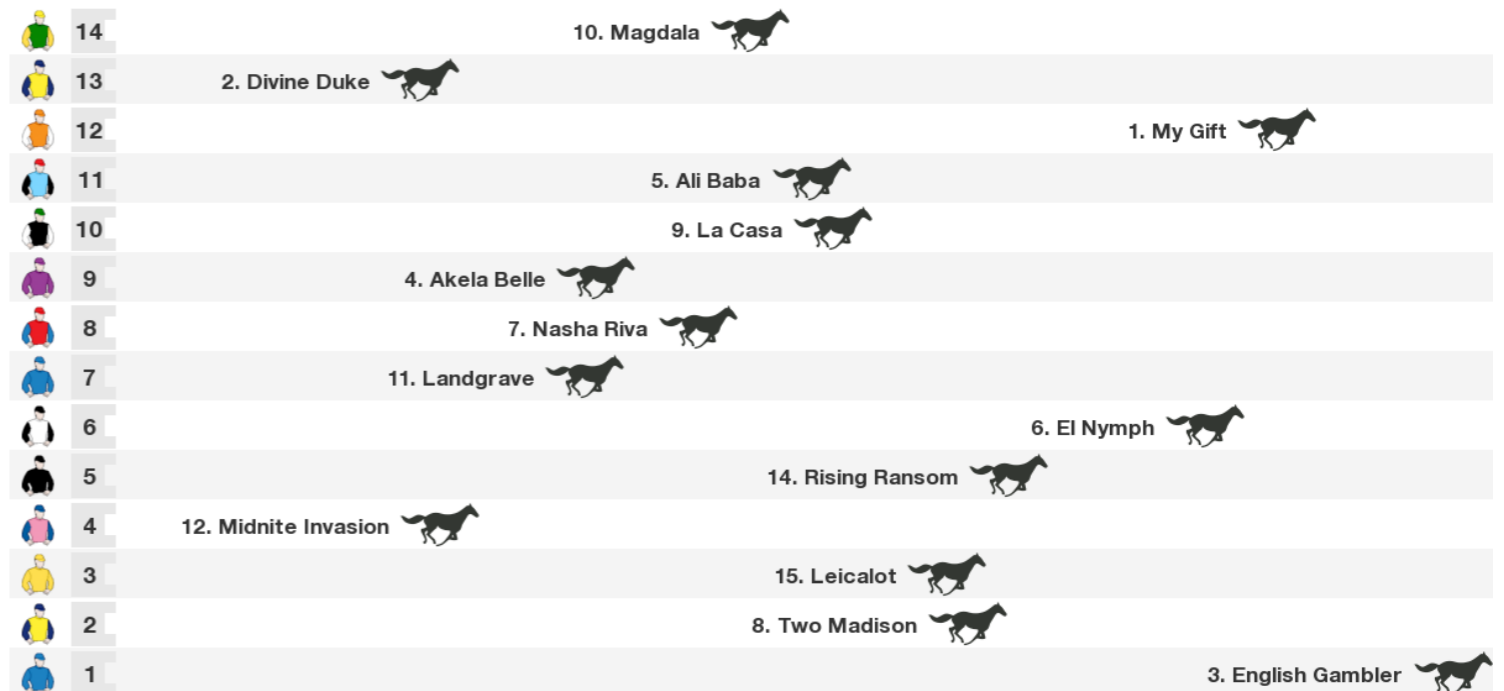 14 10. Magdala
13 2. Divine Duke
12 1. My Gift
11 5. Ali Baba
10 9. La Casa
9 4. Akela Belle
8 7. Nasha Riva
7 11. Landgrave
6 6. El Nymph
5 14. Rising Ransom
4 12. Midnite Invasion
3 15. Leicalot
2 8. Two Madison
1 3. English Gambler